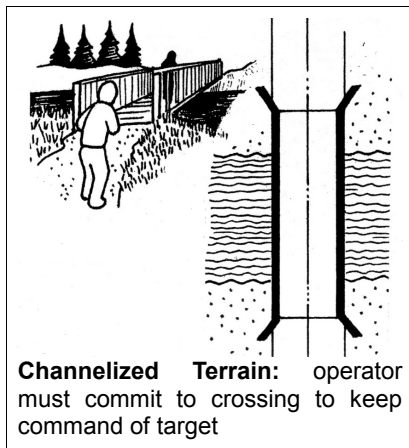 Channelized Terrain: operator
must commit to crossing to keep
command of target